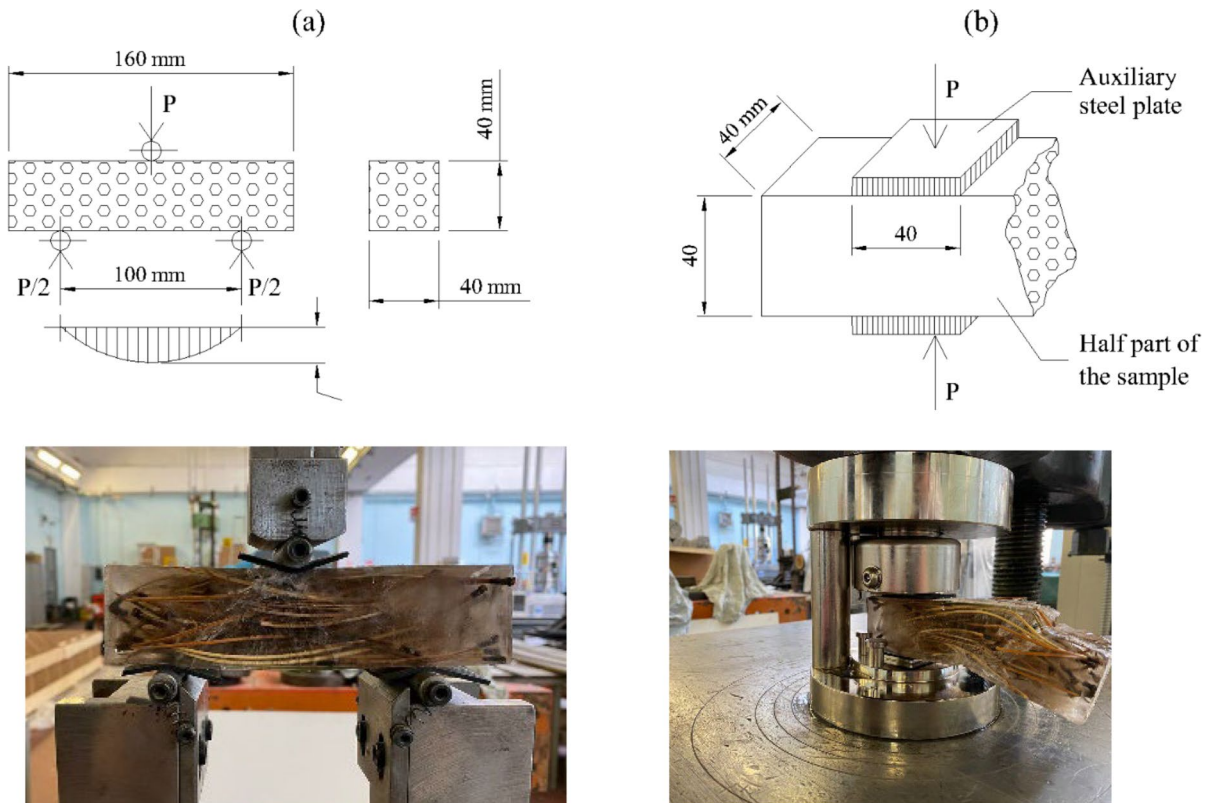 (a)
160 mm
P
40 mm
P/2
100 mm
P/2
40 mm
(b)
P
Auxiliary
steel plate
40 mm
40
40
Half part of
the sample
P